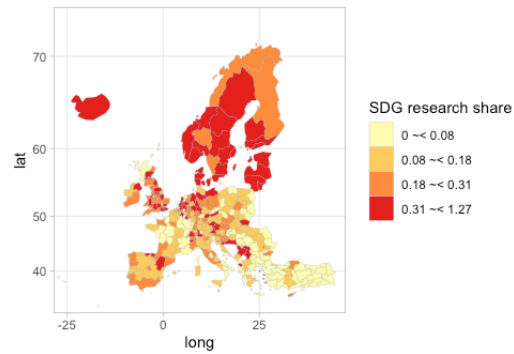 70
60
50
40
lat
-25
0
25
long
SDG research share
0 ~< 0.08
0.08 ~< 0.18
0.18 ~< 0.31
0.31 ~< 1.27